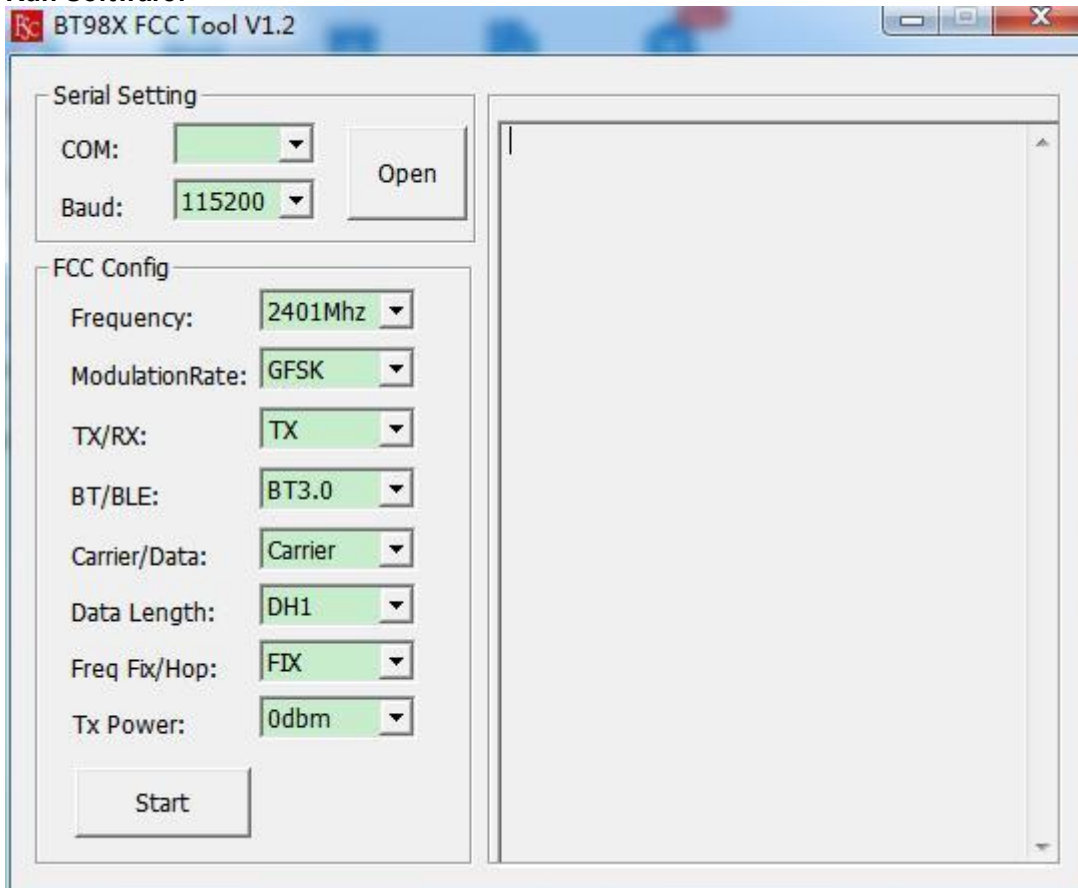 Run Software:
BT98X FCC Tool V1.2
Serial Setting
COM:
Open
Baud: 115200
FCC Config
Frequency: 2401Mhz
ModulationRate: GFSK
TX/RX: TX
BT/BLE: BT3.0
Carrier/Data: Carrier
Data Length: DH1
Freq Fix/Hop: FIX
Tx Power: 0dbm
Start